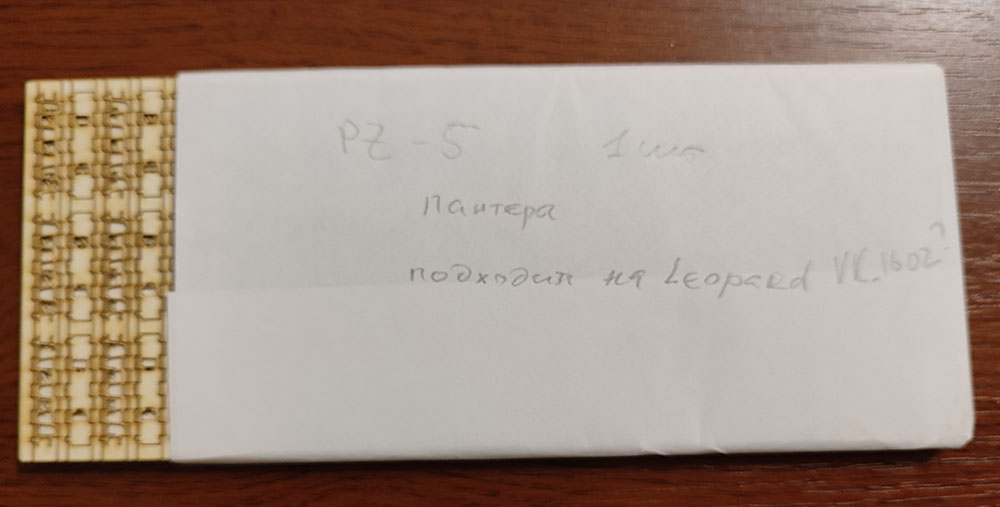 PZ-5 1шт
Пантера
подходит на Leopard VK.1602?